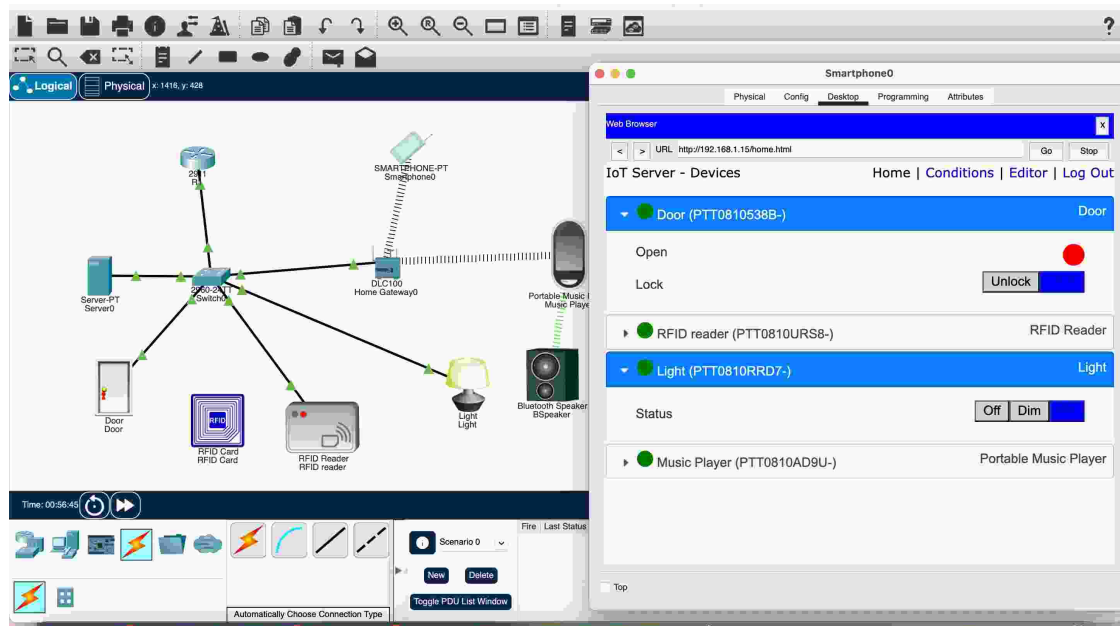 ?
Logical
Physical
x: 1416, y: 428
2911
SMARTPHONE-PT
Smartphone0
Server-PT
Server0
2960-24TT
Switch0
DLC100
Home Gateway0
Portable Music
Music Playe
Door
Door
RFID
RFID Card
RFID Card
RFID Reader
RFID reader
Light
Light
Bluetooth Speaker
BSpeaker
Time: 00:56:45
Scenario 0
Fire Last Status
New
Delete
Toggle PDU List Window
Automatically Choose Connection Type
Smartphone0
Physical Config Desktop Programming Attributes
Web Browser
X
< > URL http://192.168.1.15/home.html Go Stop
IoT Server - Devices Home | Conditions | Editor | Log Out
Door (PTT0810538B-) Door
Open
Lock Unlock
RFID reader (PTT0810URS8-) RFID Reader
Light (PTT0810RRD7-) Light
Status Off Dim
Music Player (PTT0810AD9U-) Portable Music Player
Top